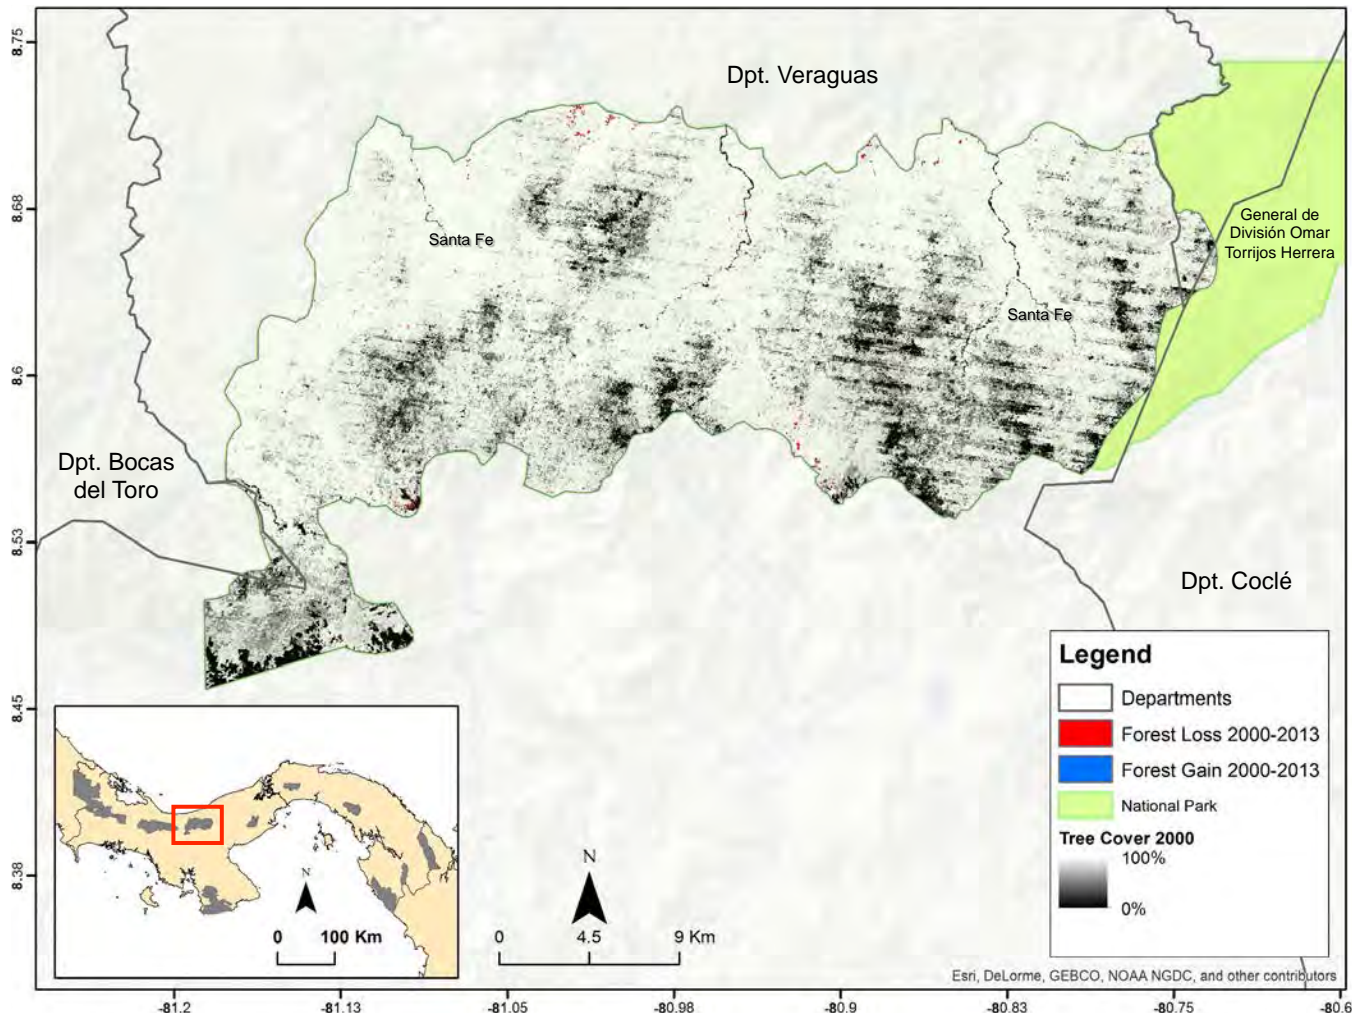 8.75
8.68
8.6
8.53
8.45
8.38
Dpt. Veraguas
Santa Fe
General de
División Omar
Torrijos Herrera
Santa Fe
Dpt. Bocas
del Toro
Dpt. Coclé
Legend
Departments
Forest Loss 2000-2013
Forest Gain 2000-2013
National Park
Tree Cover 2000
100%
0%
N
0 100 Km
N
0 4.5 9 Km
Esri, DeLorme, GEBCO, NOAA NGDC, and other contributors
-81.2 -81.13 -81.05 -80.98 -80.9 -80.83 -80.75 -80.6